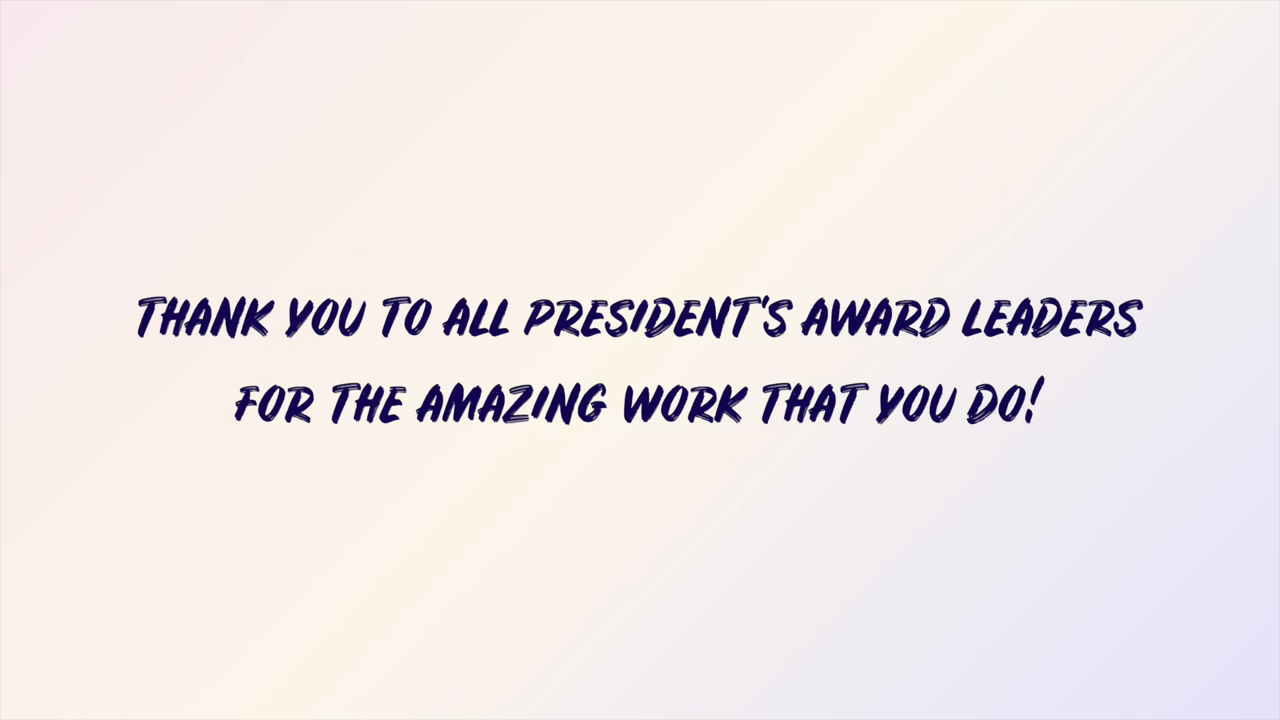 THANK YOU TO ALL PRESIDENT'S AWARD LEADERS
FOR THE AMAZING WORK THAT YOU DO!